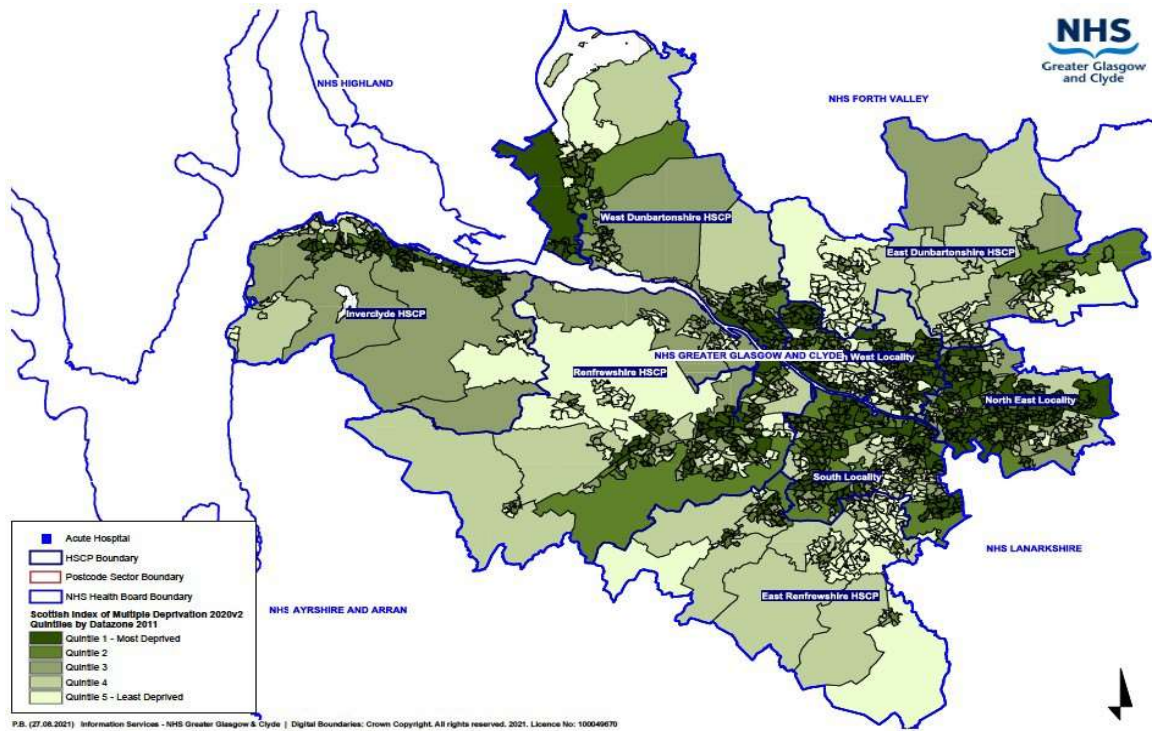 NHS
Greater Glasgow
and Clyde
NHS HIGHLAND
NHS FORTH VALLEY
West Dunbartonshire HSCP
East Dunbartonshire HSCP
Inverclyde HSCP
NHS GREATER GLASGOW AND CLYDE
West Locality
Renfrewshire HSCP
North East Locality
South Locality
NHS LANARKSHIRE
East Renfrewshire HSCP
NHS AYRSHIRE AND ARRAN
Acute Hospital
HSCP Boundary
Postcode Sector Boundary
NHS Health Board Boundary
Scottish Index of Multiple Deprivation 2020v2
Quintiles by Datazone 2011
Quintile 1 - Most Deprived
Quintile 2
Quintile 3
Quintile 4
Quintile 5 - Least Deprived
P.B. (27.08.2021) Information Services - NHS Greater Glasgow & Clyde | Digital Boundaries: Crown Copyright. All rights reserved. 2021. Licence No: 100049670